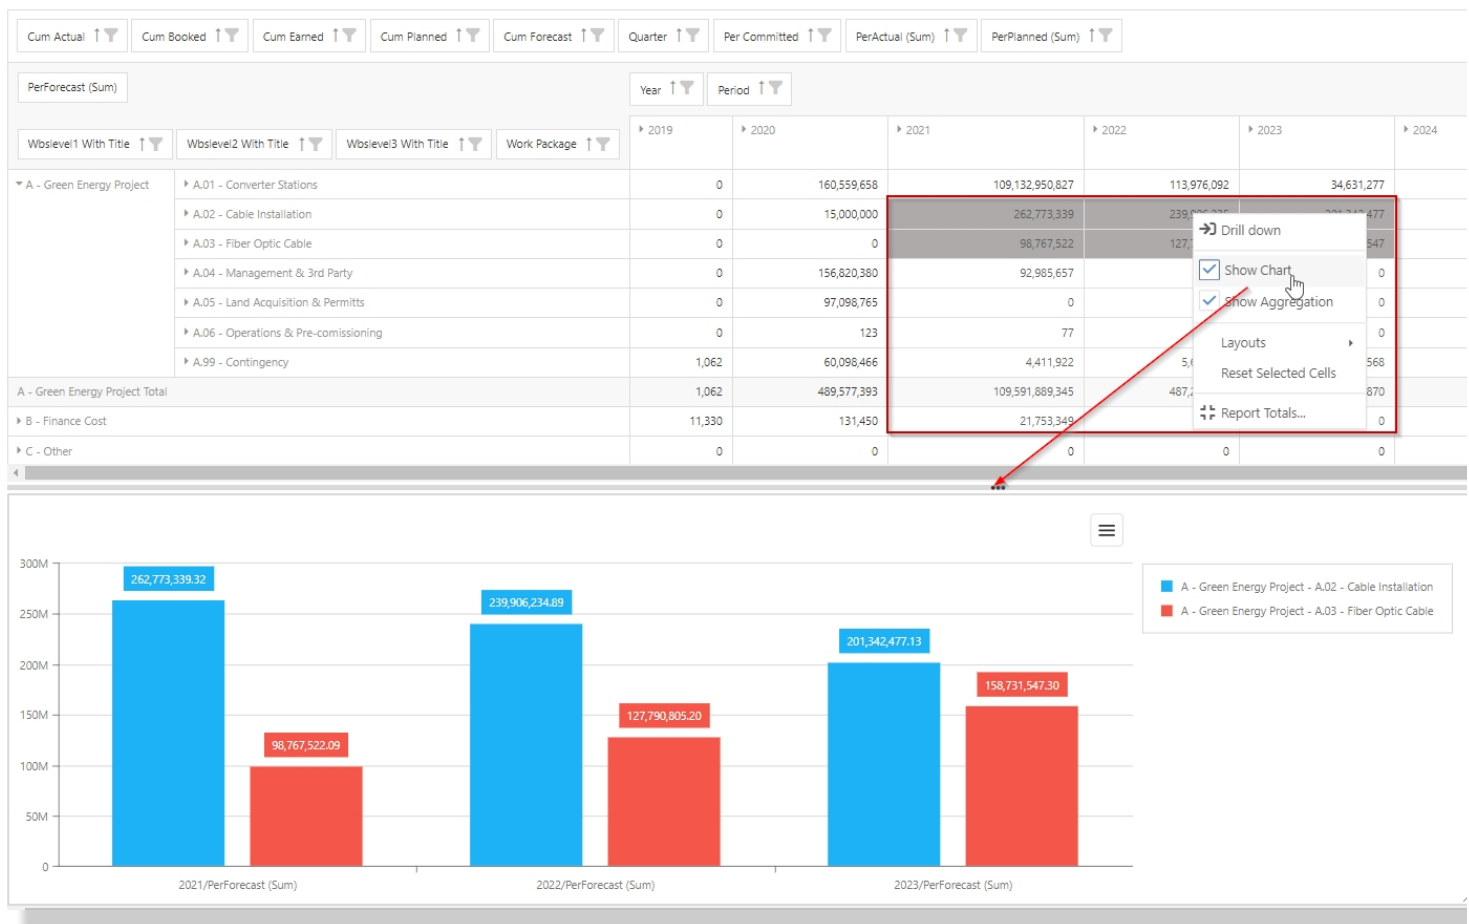 Cum Actual Cum Booked Cum Earned Cum Planned Cum Forecast Quarter Per Committed PerActual (Sum) PerPlanned (Sum)
PerForecast (Sum) Year Period
2019 2020 2021 2022 2023 2024
Wbslevel1 With Title Wbslevel2 With Title Wbslevel3 With Title Work Package
A - Green Energy Project A.01 - Converter Stations 0 160,559,658 109,132,950,827 113,976,092 34,631,277
A.02 - Cable Installation 0 15,000,000 262,773,339
A.03 - Fiber Optic Cable 0 0 98,767,522 127, 547
A.04 - Management & 3rd Party 0 156,820,380 92,985,657 0
A.05 - Land Acquisition & Permitts 0 97,098,765 0 0
A.06 - Operations & Pre-comissioning 0 123 77 0
A.99 - Contingency 1,062 60,098,466 4,411,922 568
A - Green Energy Project Total 1,062 489,577,393 109,591,889,345 487, 870
B - Finance Cost 11,330 131,450 21,753,349 0
C - Other 0 0 0 0 0
Drill down
Show Chart
Show Aggregation
Layouts
Reset Selected Cells
Report Totals...
300M
250M
200M
150M
100M
50M
0
262,773,339.32
98,767,522.09
239,906,234.89
127,790,805.20
201,342,477.13
158,731,547.30
2021/PerForecast (Sum) 2022/PerForecast (Sum) 2023/PerForecast (Sum)
A - Green Energy Project - A.02 - Cable Installation
A - Green Energy Project - A.03 - Fiber Optic Cable